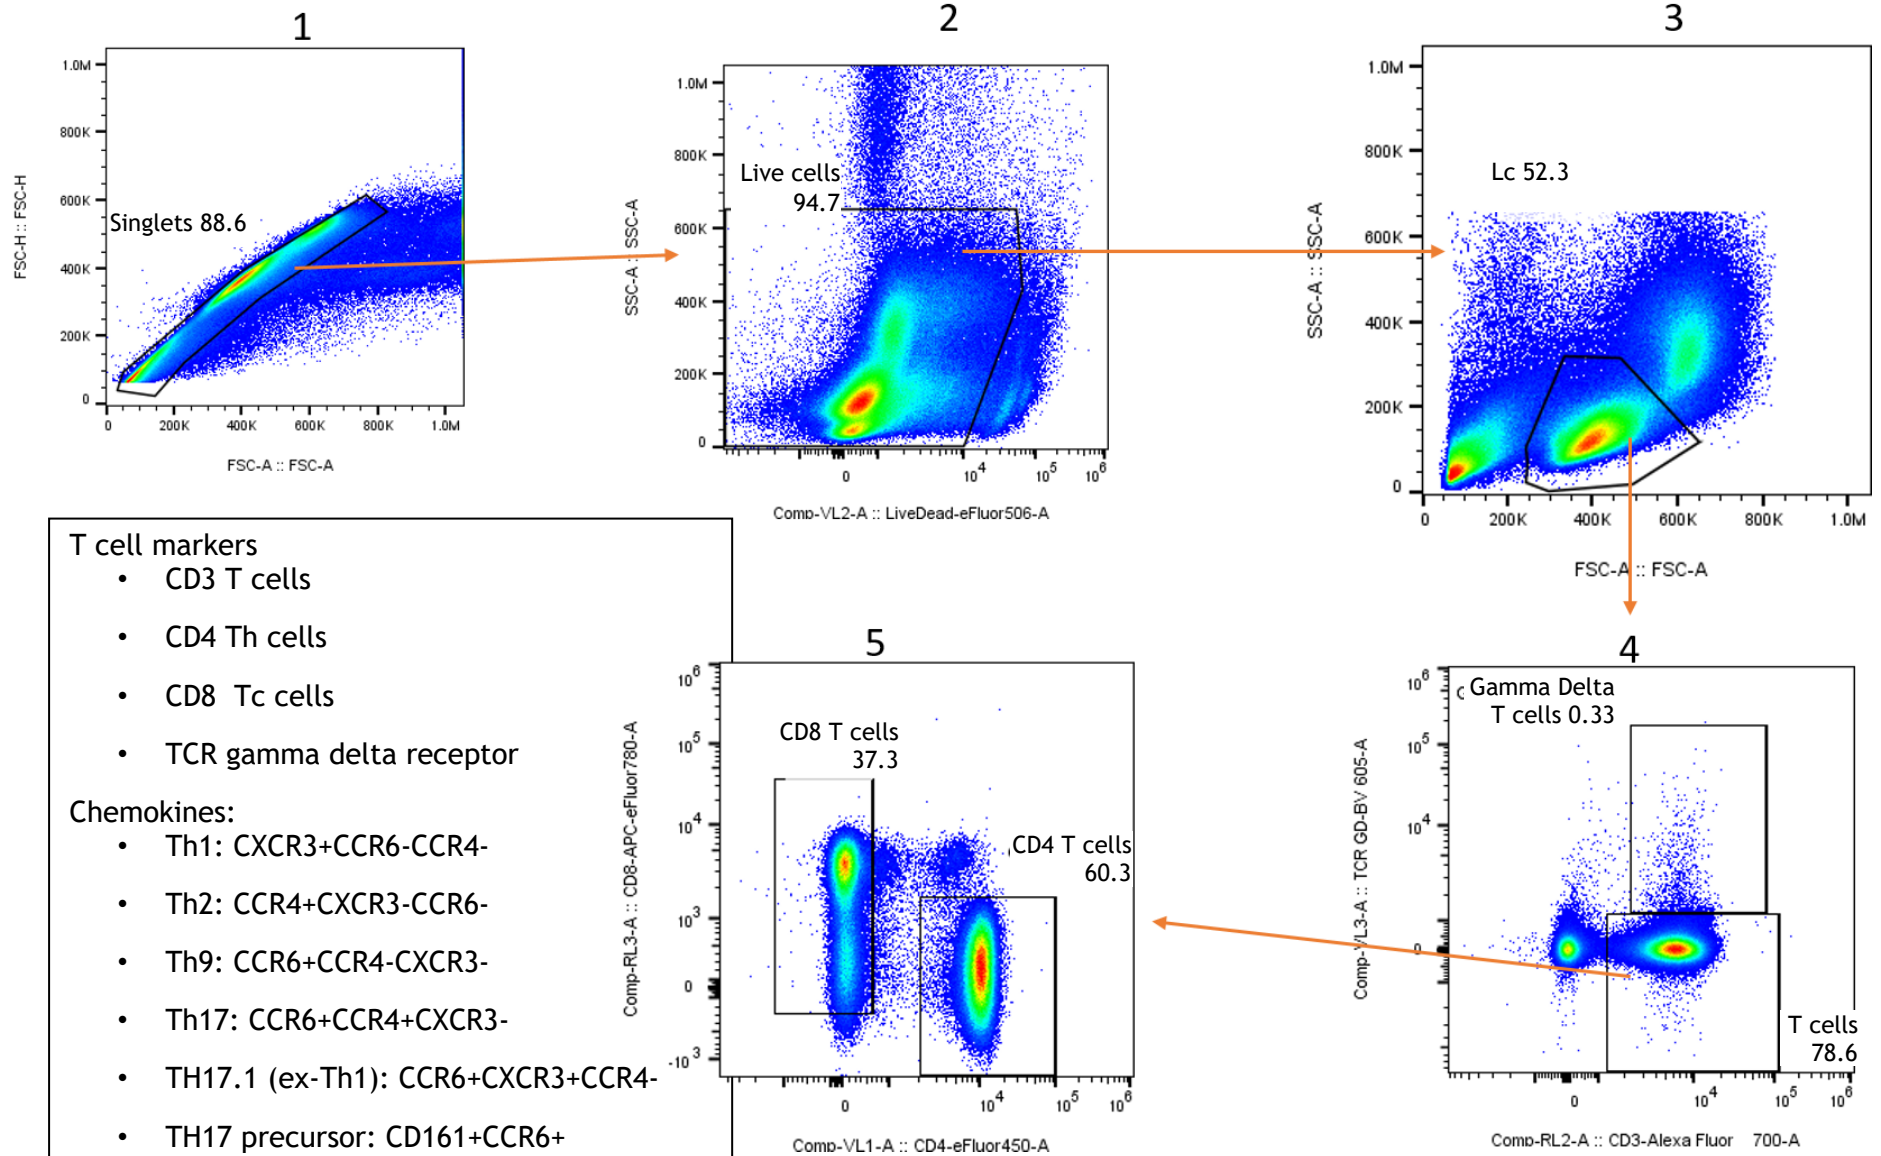 1
1.0M
800K
600K
400K
200K
0
FSC-H :: FSC-H
Singlets 88.6
0 200K 400K 600K 800K 1.0M
FSC-A :: FSC-A
2
1.0M
800K
600K
400K
200K
0
SSC-A :: SSC-A
Live cells
94.7
0 10^4 10^5 10^6
Comp-VL2-A :: LiveDead-eFluor506-A
3
1.0M
800K
600K
400K
200K
0
SSC-A :: SSC-A
Lc 52.3
0 200K 400K 600K 800K 1.0M
FSC-A :: FSC-A
T cell markers
• CD3 T cells
• CD4 Th cells
• CD8 Tc cells
• TCR gamma delta receptor
Chemokines:
• Th1: CXCR3+CCR6-CCR4-
• Th2: CCR4+CXCR3-CCR6-
• Th9: CCR6+CCR4-CXCR3-
• Th17: CCR6+CCR4+CXCR3-
• TH17.1 (ex-Th1): CCR6+CXCR3+CCR4-
• TH17 precursor: CD161+CCR6+
5
10^6
10^5
10^4
10^3
0
-10^3
Comp-RL3-A :: CD8-APC-eFluor780-A
CD8 T cells
37.3
CD4 T cells
60.3
0 10^4 10^5 10^6
Comp-VL1-A :: CD4-eFluor450-A
4
10^6
10^5
10^4
0
Comp-VL3-A :: TCR GD-BV 605-A
Gamma Delta
T cells 0.33
T cells
78.6
0 10^4 10^5 10^6
Comp-RL2-A :: CD3-Alexa Fluor 700-A